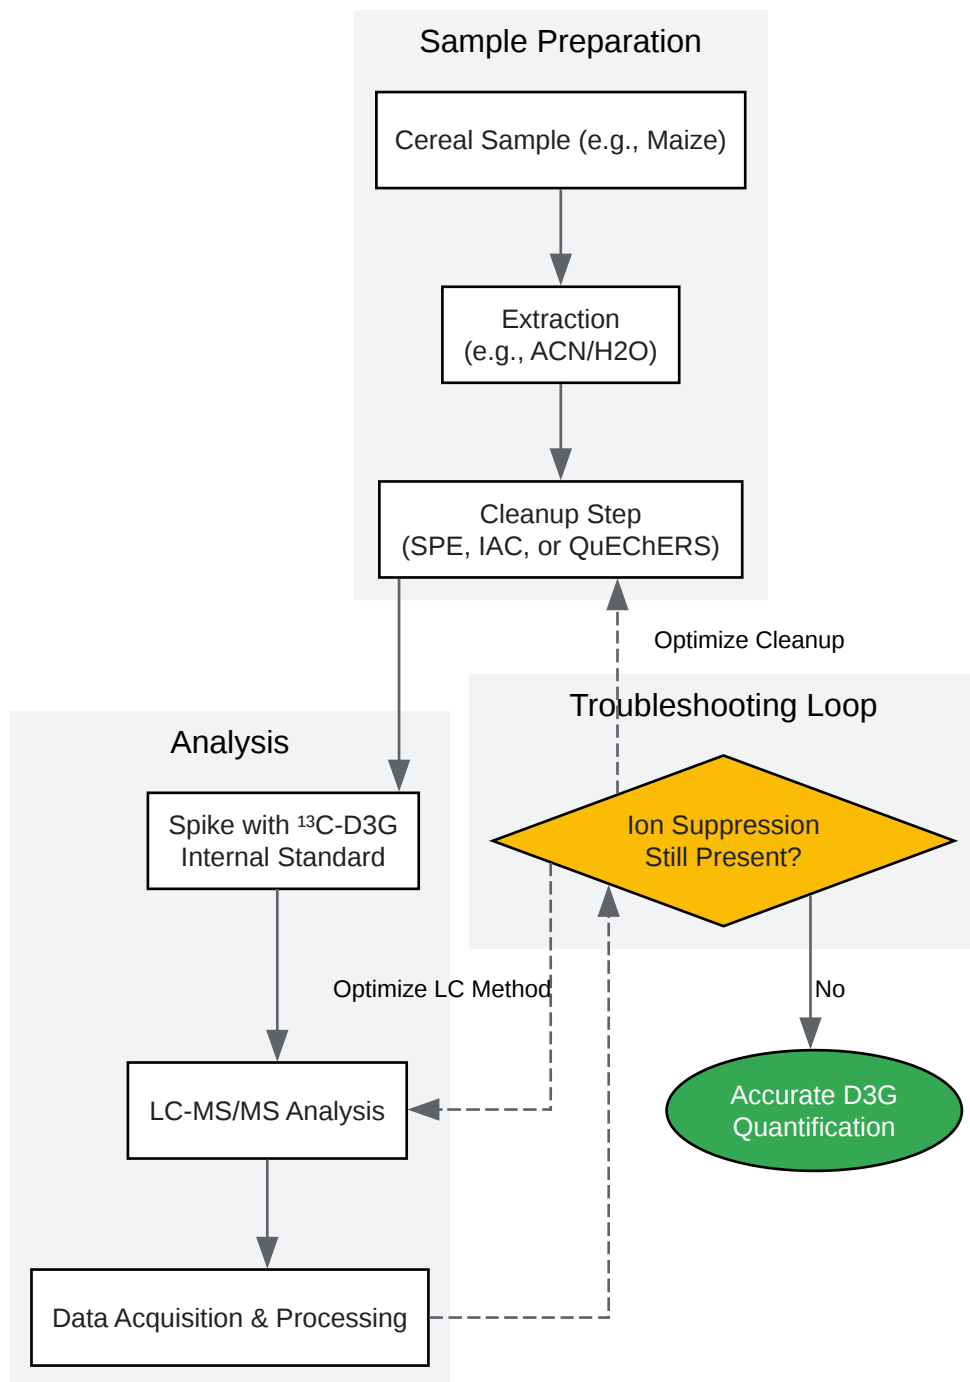 Sample Preparation
Cereal Sample (e.g., Maize)
Extraction
(e.g., ACN/H2O)
Cleanup Step
(SPE, IAC, or QuEChERS)
Optimize Cleanup
Troubleshooting Loop
Analysis
Spike with ¹³C-D3G
Internal Standard
Ion Suppression
Still Present?
Optimize LC Method
No
LC-MS/MS Analysis
Accurate D3G
Quantification
Data Acquisition & Processing